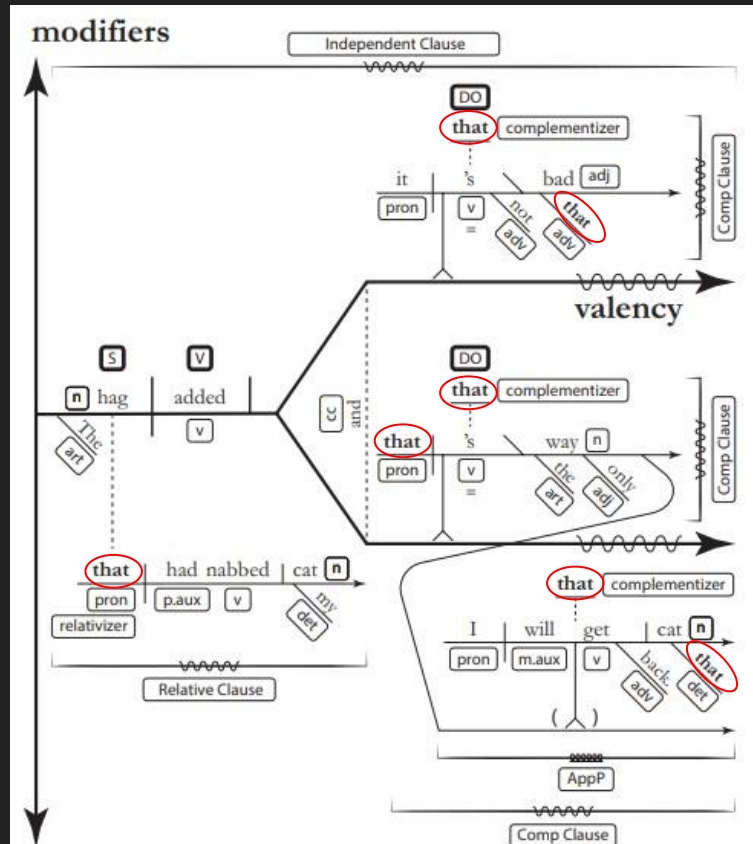 modifiers
Independent Clause
DO
that complementizer
it 's bad adj
pron v not that
= adv adv
Comp Clause
valency
S V
n hag added
The v
art
cc and
DO
that complementizer
that 's way n
pron v the only
= art adj
Comp Clause
that had nabbed cat n
pron p.aux v my
relativizer det
Relative Clause
that complementizer
I will get cat n
pron m.aux v back. that
adv det
( )
AppP
Comp Clause